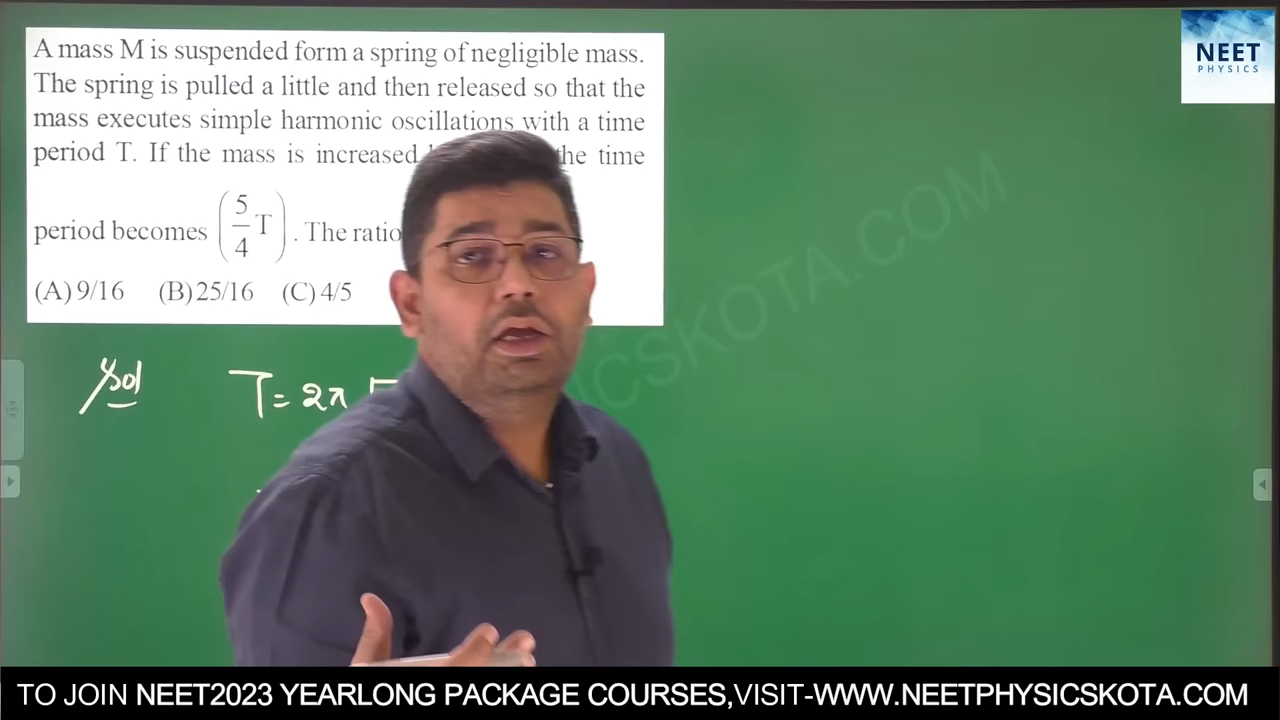 A mass M is suspended form a spring of negligible mass.
The spring is pulled a little and then released so that the
mass executes simple harmonic oscillations with a time
period T. If the mass is increased the time
period becomes (5/4 T). The ratio
(A) 9/16 (B) 25/16 (C) 4/5
Sol T = 2π
NEET
PHYSICS
ICSKOTA.COM
TO JOIN NEET2023 YEARLONG PACKAGE COURSES,VISIT-WWW.NEETPHYSICSKOTA.COM